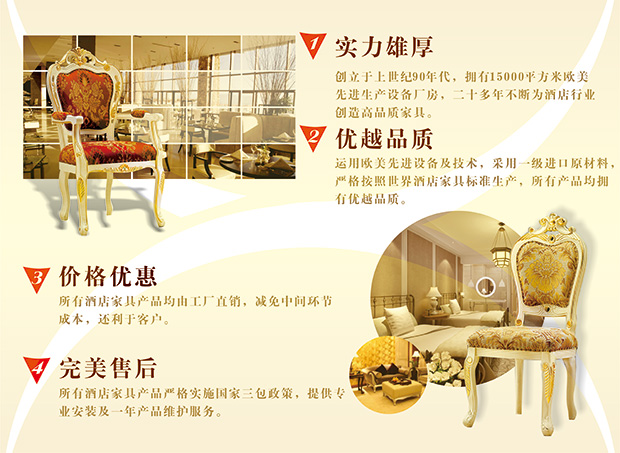 1 实力雄厚
创立于上世纪90年代，拥有15000平方米欧美
先进生产设备厂房，二十多年不断为酒店行业
创造高品质家具。
2 优越品质
运用欧美先进设备及技术，采用一级进口原材料，
严格按照世界酒店家具标准生产，所有产品均拥
有优越品质。
3 价格优惠
所有酒店家具产品均由工厂直销，减免中间环节
成本，还利于客户。
4 完美售后
所有酒店家具产品严格实施国家三包政策，提供专
业安装及一年产品维护服务。